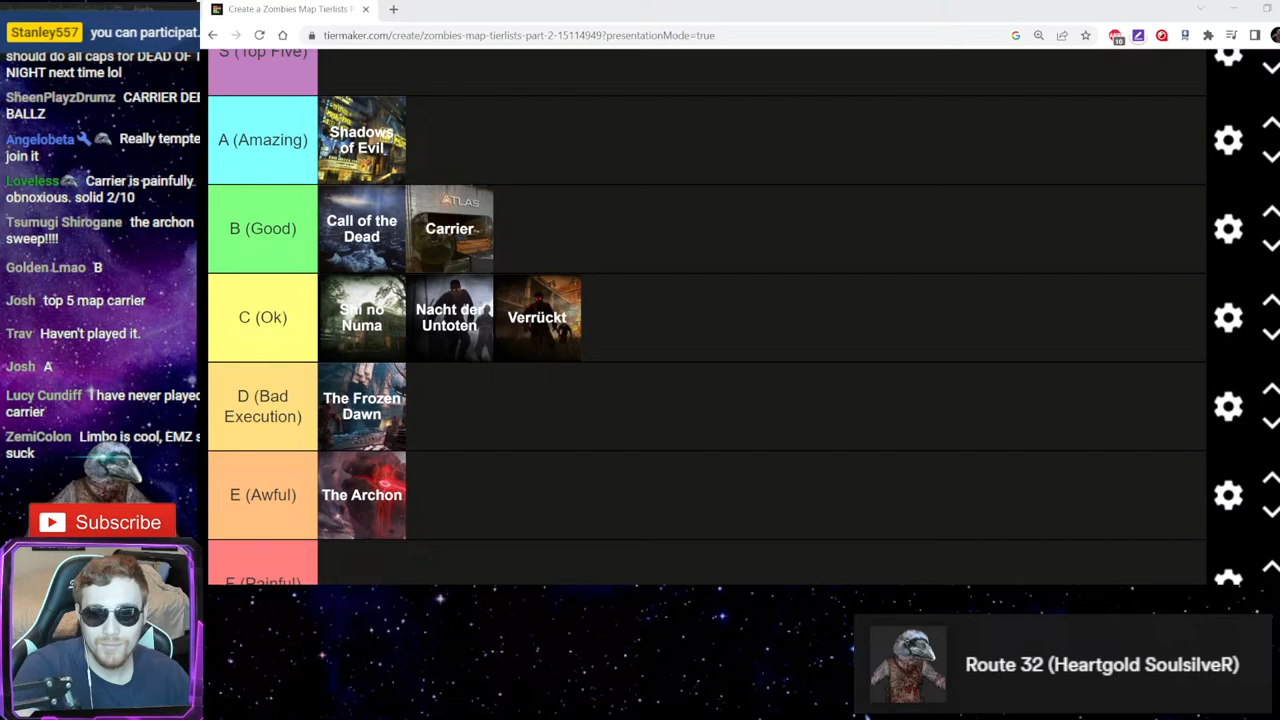 Create a Zombies Map Tierlists P
tiermaker.com/create/zombies-map-tierlists-part-2-15114949?presentationMode=true
10
Stanley557 you can participat
should do all caps for DEAD OF T
NIGHT next time lol
SheenPlayzDrumz CARRIER DEE
BALLZ
Angelobeta Really tempte
join it
Loveless Carrier is painfully
obnoxious. solid 2/10
Tsumugi Shirogane the archon
sweep!!!!
Golden Lmao B
Josh top 5 map carrier
Trav Haven't played it.
Josh A
Lucy Cundiff I have never played
carrier
ZemiColon Limbo is cool, EMZ s
suck
Subscribe
S (Top Five)
A (Amazing)
Shadows
of Evil
B (Good)
Call of the
Dead
ATLAS
Carrier
C (Ok)
Shi no
Numa
Nacht der
Untoten
Verrückt
D (Bad
Execution)
The Frozen
Dawn
E (Awful)
The Archon
F (Painful)
Route 32 (Heartgold SoulsilveR)